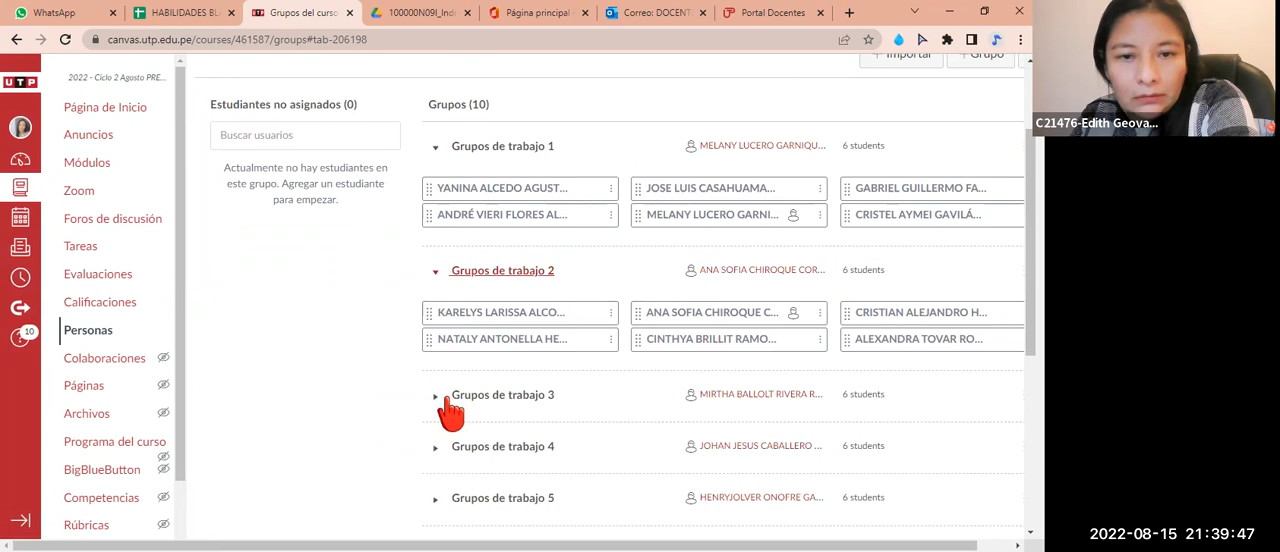 WhatsApp
HABILIDADES BL
Grupos del curso
100000N09I_Ind
Página principal
Correo: DOCENT
Portal Docentes
canvas.utp.edu.pe/courses/461587/groups#tab-206198
UTP
10
2022 - Ciclo 2 Agosto PRE...
Página de Inicio
Anuncios
Módulos
Zoom
Foros de discusión
Tareas
Evaluaciones
Calificaciones
Personas
Colaboraciones
Páginas
Archivos
Programa del curso
BigBlueButton
Competencias
Rúbricas
+ Importar
+ Grupo
Estudiantes no asignados (0)
Buscar usuarios
Actualmente no hay estudiantes en
este grupo. Agregar un estudiante
para empezar.
Grupos (10)
Grupos de trabajo 1 MELANY LUCERO GARNIQU... 6 students
YANINA ALCEDO AGUST... JOSE LUIS CASAHUAMA... GABRIEL GUILLERMO FA...
ANDRÉ VIERI FLORES AL... MELANY LUCERO GARNI... CRISTEL AYMEI GAVILÁ...
Grupos de trabajo 2 ANA SOFIA CHIROQUE COR... 6 students
KARELYS LARISSA ALCO... ANA SOFIA CHIROQUE C... CRISTIAN ALEJANDRO H...
NATALY ANTONELLA HE... CINTHYA BRILLIT RAMO... ALEXANDRA TOVAR RO...
Grupos de trabajo 3 MIRTHA BALLOLT RIVERA R... 6 students
Grupos de trabajo 4 JOHAN JESUS CABALLERO ... 6 students
Grupos de trabajo 5 HENRYJOLVER ONOFRE GA... 6 students
C21476-Edith Geova...
2022-08-15 21:39:47